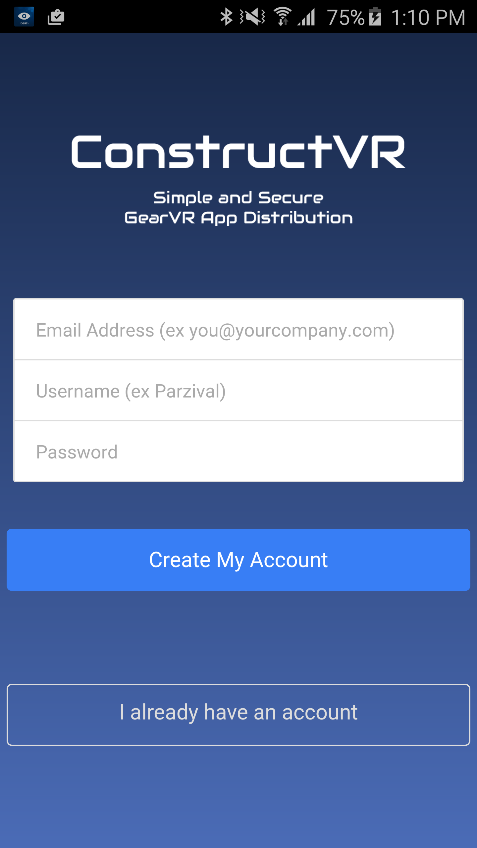 75% 1:10 PM
ConstructVR
Simple and Secure
GearVR App Distribution
Email Address (ex you@yourcompany.com)
Username (ex Parzival)
Password
Create My Account
I already have an account